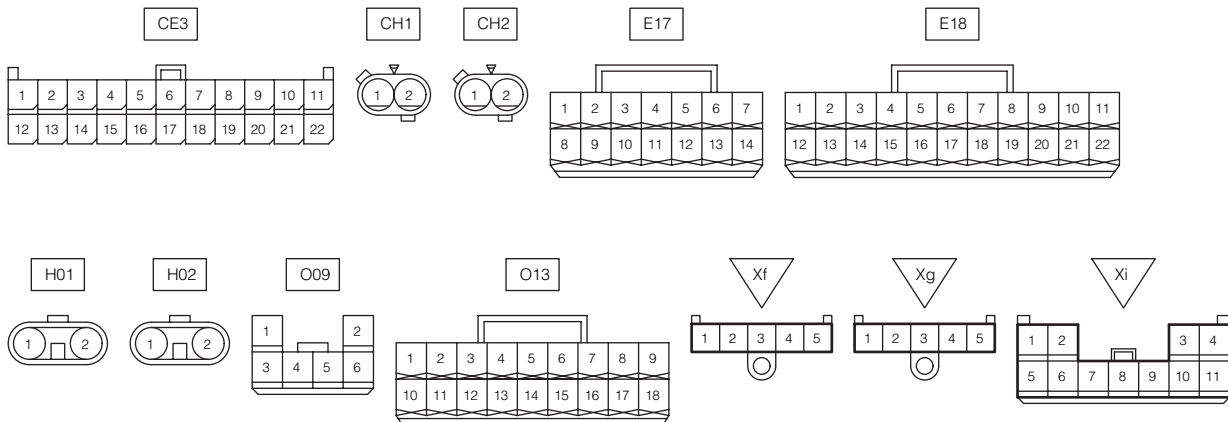 CE3 CH1 CH2 E17 E18
1 2 3 4 5 6 7 8 9 10 11
12 13 14 15 16 17 18 19 20 21 22
1 2
1 2
1 2 3 4 5 6 7
8 9 10 11 12 13 14
1 2 3 4 5 6 7 8 9 10 11
12 13 14 15 16 17 18 19 20 21 22
H01 H02 O09 O13 Xf Xg Xi
1 2
1 2
1 2
3 4 5 6
1 2 3 4 5 6 7 8 9
10 11 12 13 14 15 16 17 18
1 2 3 4 5
1 2 3 4 5
1 2 3 4
5 6 7 8 9 10 11